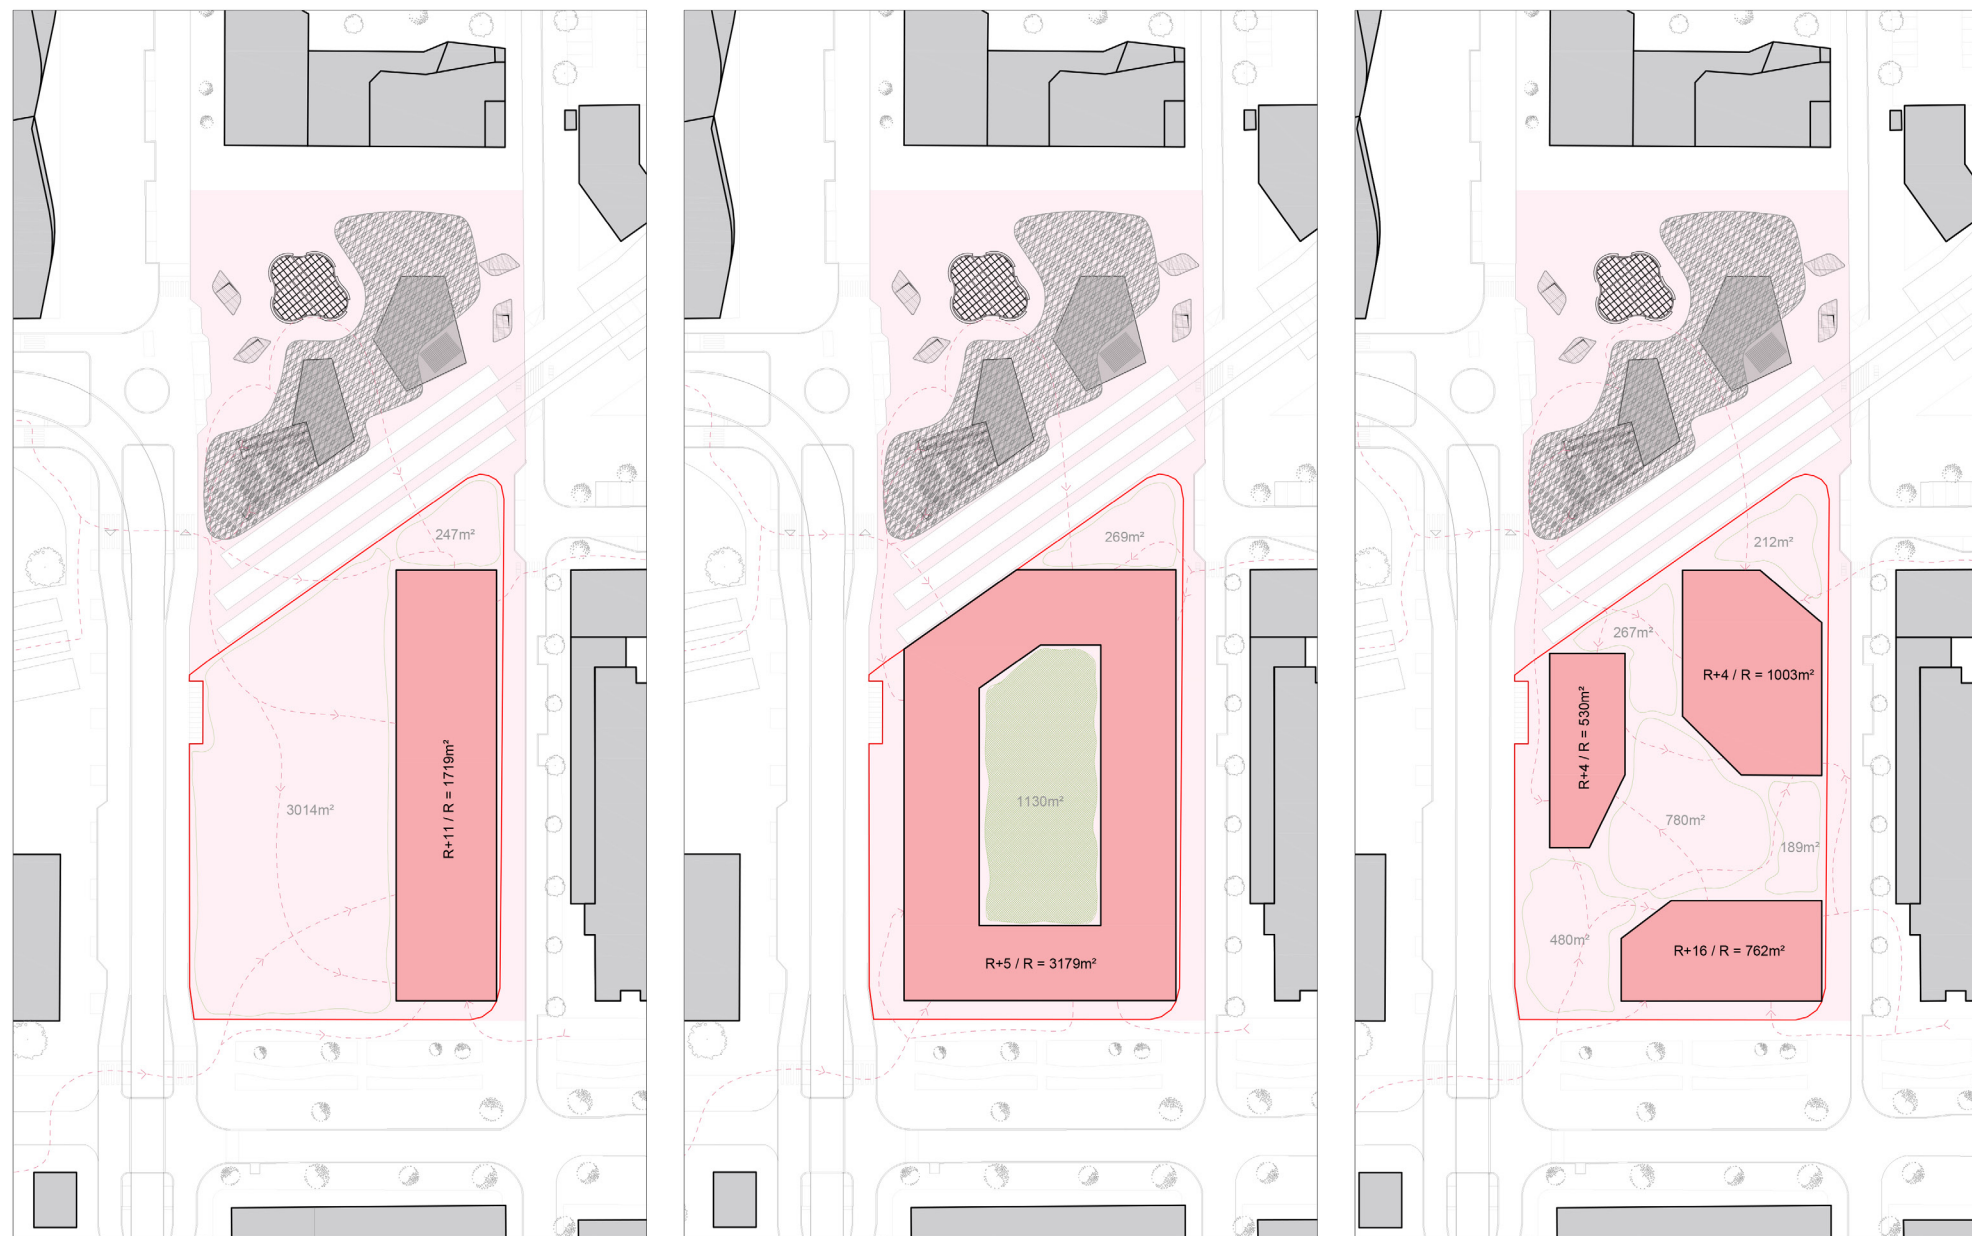 247m²
3014m²
R+11 / R = 1719m²
269m²
1130m²
R+5 / R = 3179m²
212m²
267m²
R+4 / R = 1003m²
R+4 / R = 530m²
780m²
189m²
480m²
R+16 / R = 762m²